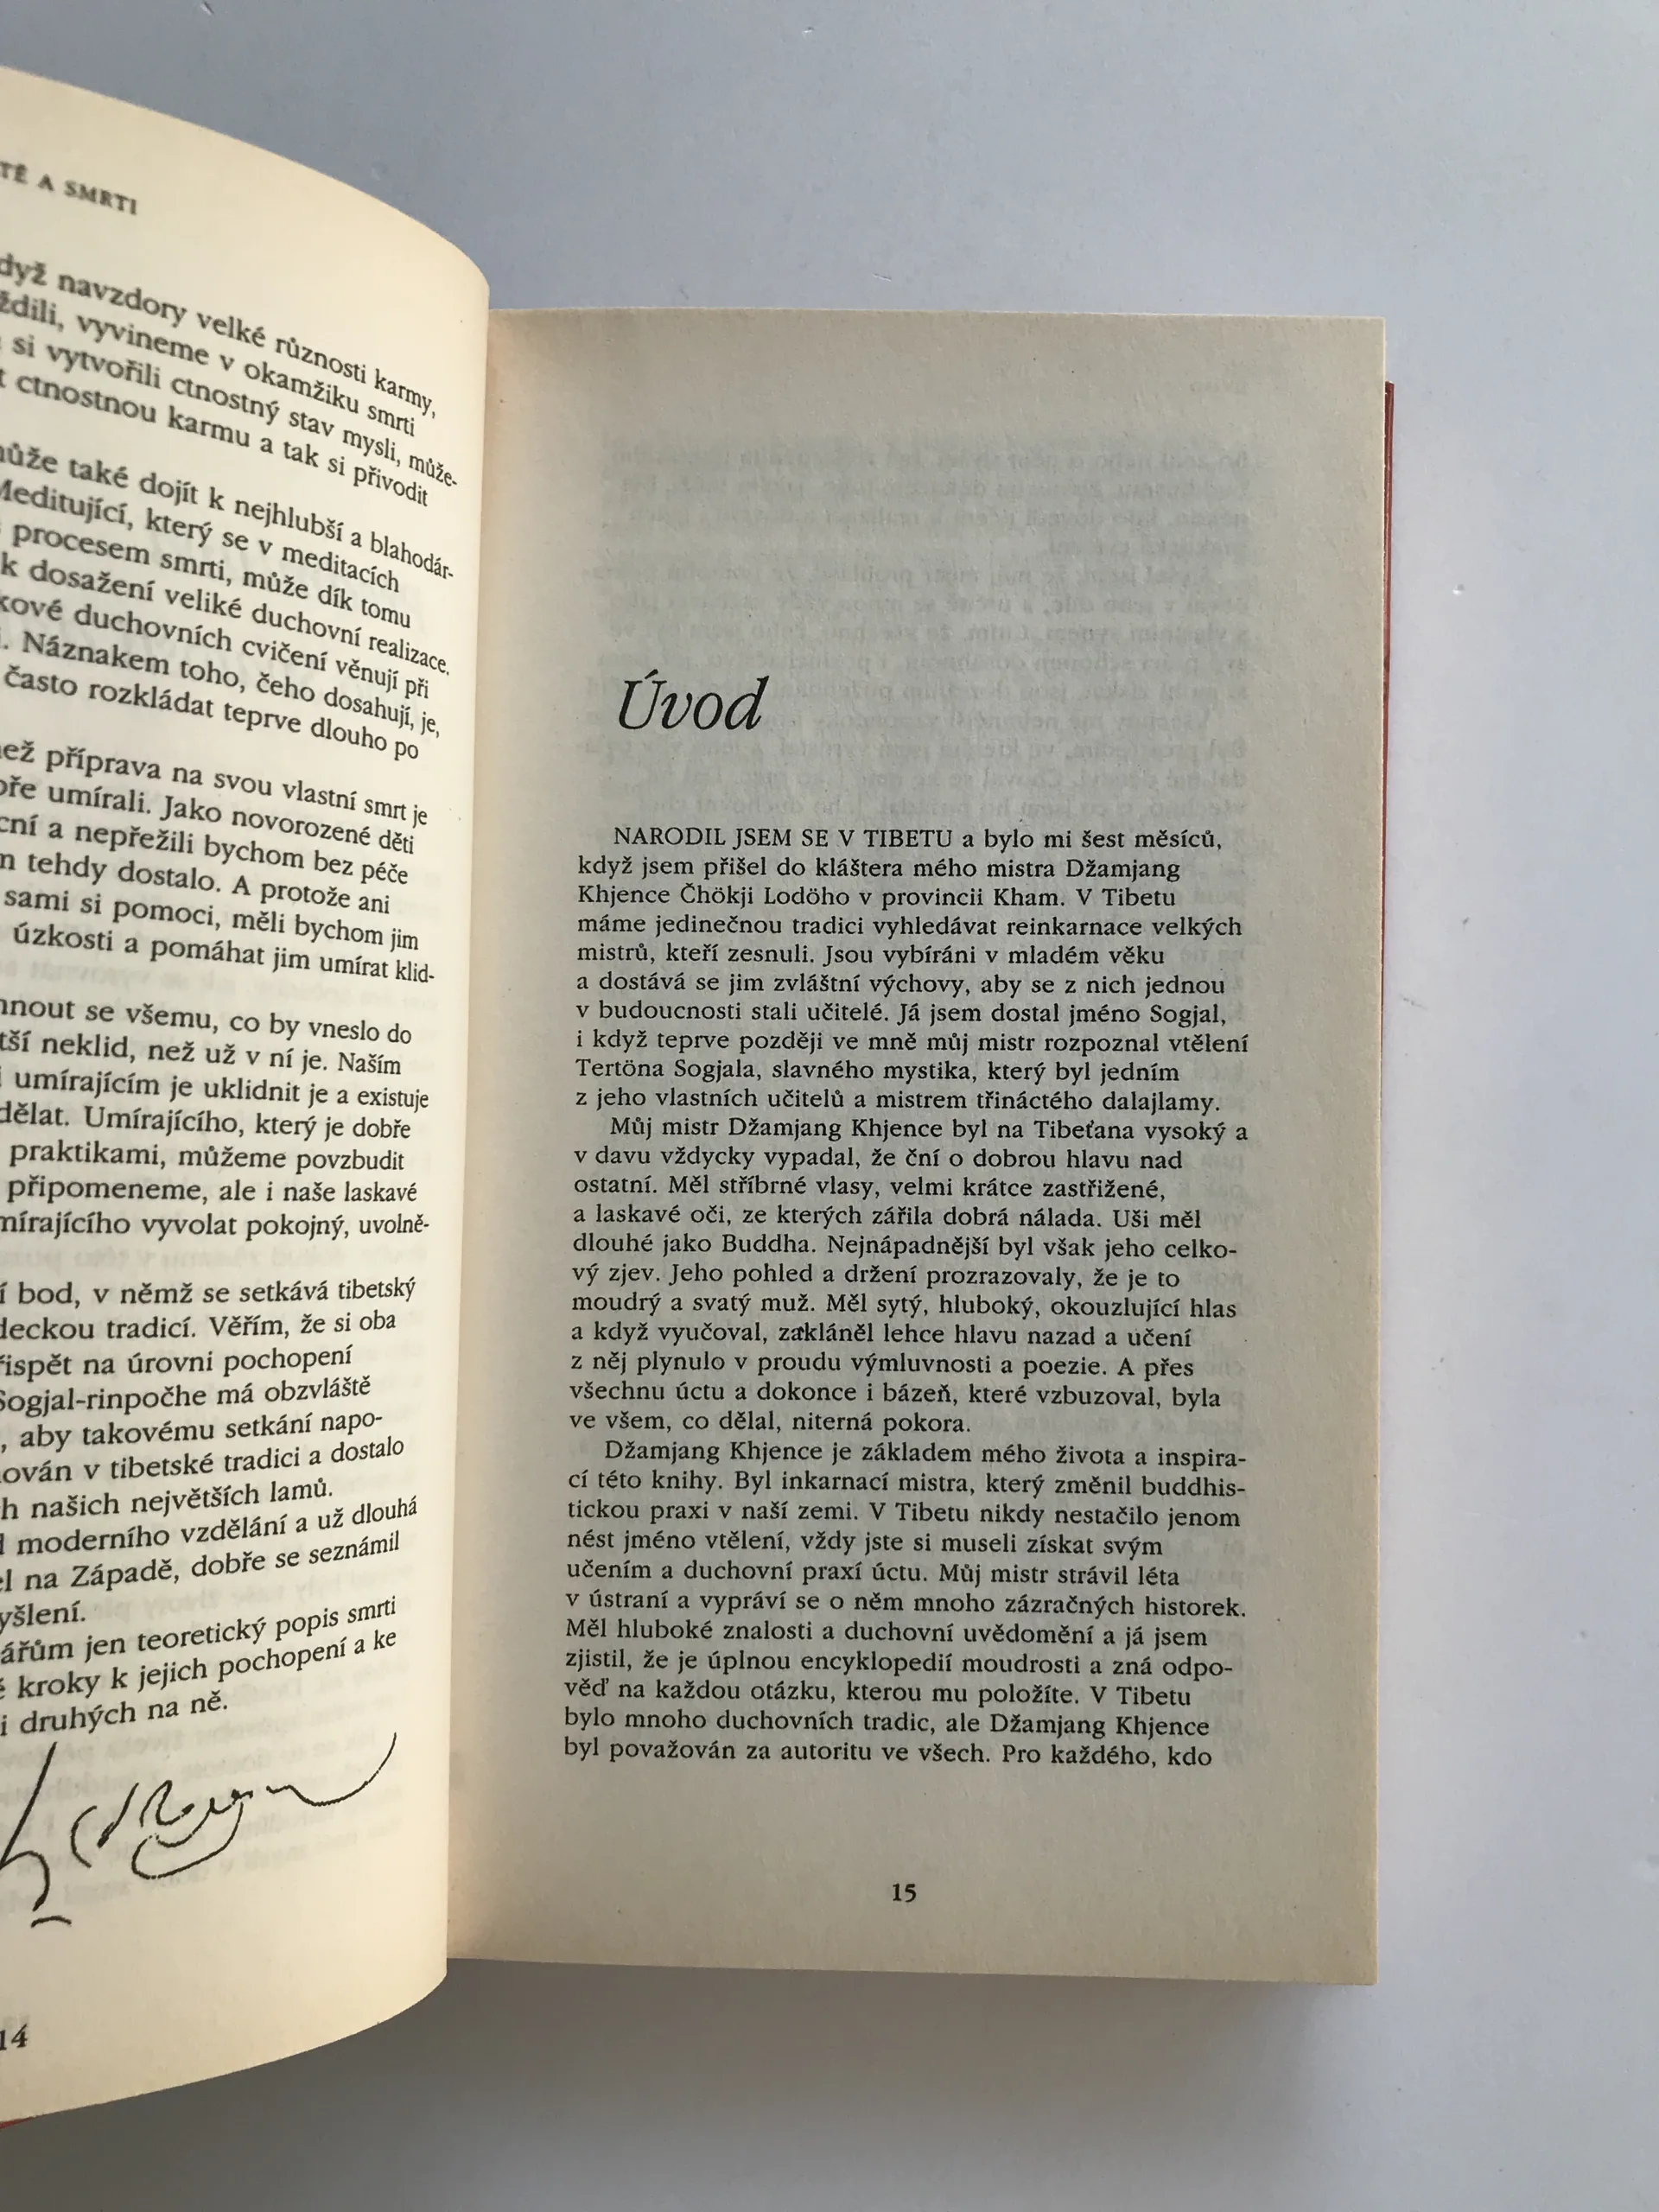 A SMRTI
navzdory velké různosti karmy,
vyvineme v okamžiku smrti
si vytvořili ctnostný stav mysli, může-
ctnostnou karmu a tak si přivodit
také dojít k nejhlubší a blahodár-
Meditující, který se v meditacích
procesem smrti, může dík tomu
k dosažení veliké duchovní realizace.
duchovních cvičení věnují při
Náznakem toho, čeho dosahují, je,
často rozkládat teprve dlouho po
příprava na svou vlastní smrt je
umírali. Jako novorozené děti
a nepřežili bychom bez péče
tehdy dostalo. A protože ani
sami si pomoci, měli bychom jim
úzkosti a pomáhat jim umírat klid-
se všemu, co by vneslo do
neklid, než už v ní je. Naším
umírajícím je uklidnit je a existuje
dělat. Umírajícího, který je dobře
praktikami, můžeme povzbudit
připomeneme, ale i naše laskavé
vyvolat pokojný, uvolně-
bod, v němž se setkává tibetský
tradicí. Věřím, že si oba
na úrovni pochopení
Sogjal-rinpočhe má obzvláště
aby takovému setkání napo-
v tibetské tradici a dostalo
našich největších lamů.
moderního vzdělání a už dlouhá
na Západě, dobře se seznámil
jen teoretický popis smrti
kroky k jejich pochopení a ke
i druhých na ně.
14
Úvod
NARODIL JSEM SE V TIBETU a bylo mi šest měsíců,
když jsem přišel do kláštera mého mistra Džamjang
Khjence Čhökji Lodöho v provincii Kham. V Tibetu
máme jedinečnou tradici vyhledávat reinkarnace velkých
mistrů, kteří zesnuli. Jsou vybíráni v mladém věku
a dostává se jim zvláštní výchovy, aby se z nich jednou
v budoucnosti stali učitelé. Já jsem dostal jméno Sogjal,
i když teprve později ve mně můj mistr rozpoznal vtělení
Tertöna Sogjala, slavného mystika, který byl jedním
z jeho vlastních učitelů a mistrem třináctého dalajlamy.
Můj mistr Džamjang Khjence byl na Tibeťana vysoký a
v davu vždycky vypadal, že ční o dobrou hlavu nad
ostatní. Měl stříbrné vlasy, velmi krátce zastřižené,
a laskavé oči, ze kterých zářila dobrá nálada. Uši měl
dlouhé jako Buddha. Nejnápadnější byl však jeho celko-
vý zjev. Jeho pohled a držení prozrazovaly, že je to
moudrý a svatý muž. Měl sytý, hluboký, okouzlující hlas
a když vyučoval, zakláněl lehce hlavu nazad a učení
z něj plynulo v proudu výmluvnosti a poezie. A přes
všechnu úctu a dokonce i bázeň, které vzbuzoval, byla
ve všem, co dělal, niterná pokora.
Džamjang Khjence je základem mého života a inspira-
cí této knihy. Byl inkarnací mistra, který změnil buddhis-
tickou praxi v naší zemi. V Tibetu nikdy nestačilo jenom
nést jméno vtělení, vždy jste si museli získat svým
učením a duchovní praxí úctu. Můj mistr strávil léta
v ústraní a vypráví se o něm mnoho zázračných historek.
Měl hluboké znalosti a duchovní uvědomění a já jsem
zjistil, že je úplnou encyklopedií moudrosti a zná odpo-
věď na každou otázku, kterou mu položíte. V Tibetu
bylo mnoho duchovních tradic, ale Džamjang Khjence
byl považován za autoritu ve všech. Pro každého, kdo
15